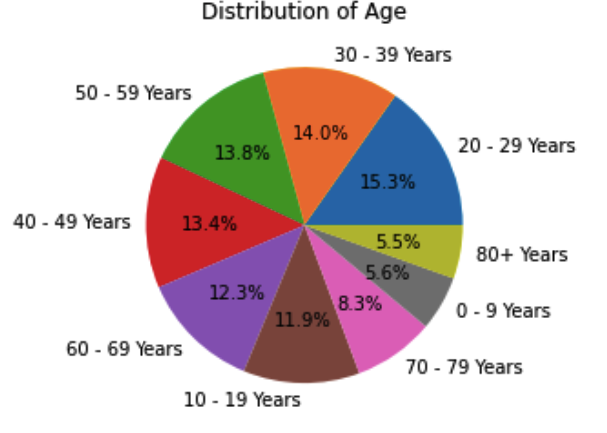 Distribution of Age
30 - 39 Years
50 - 59 Years
20 - 29 Years
14.0%
13.8%
15.3%
40 - 49 Years
13.4%
5.5%
80+ Years
5.6%
12.3%
8.3%
0 - 9 Years
11.9%
60 - 69 Years
70 - 79 Years
10 - 19 Years